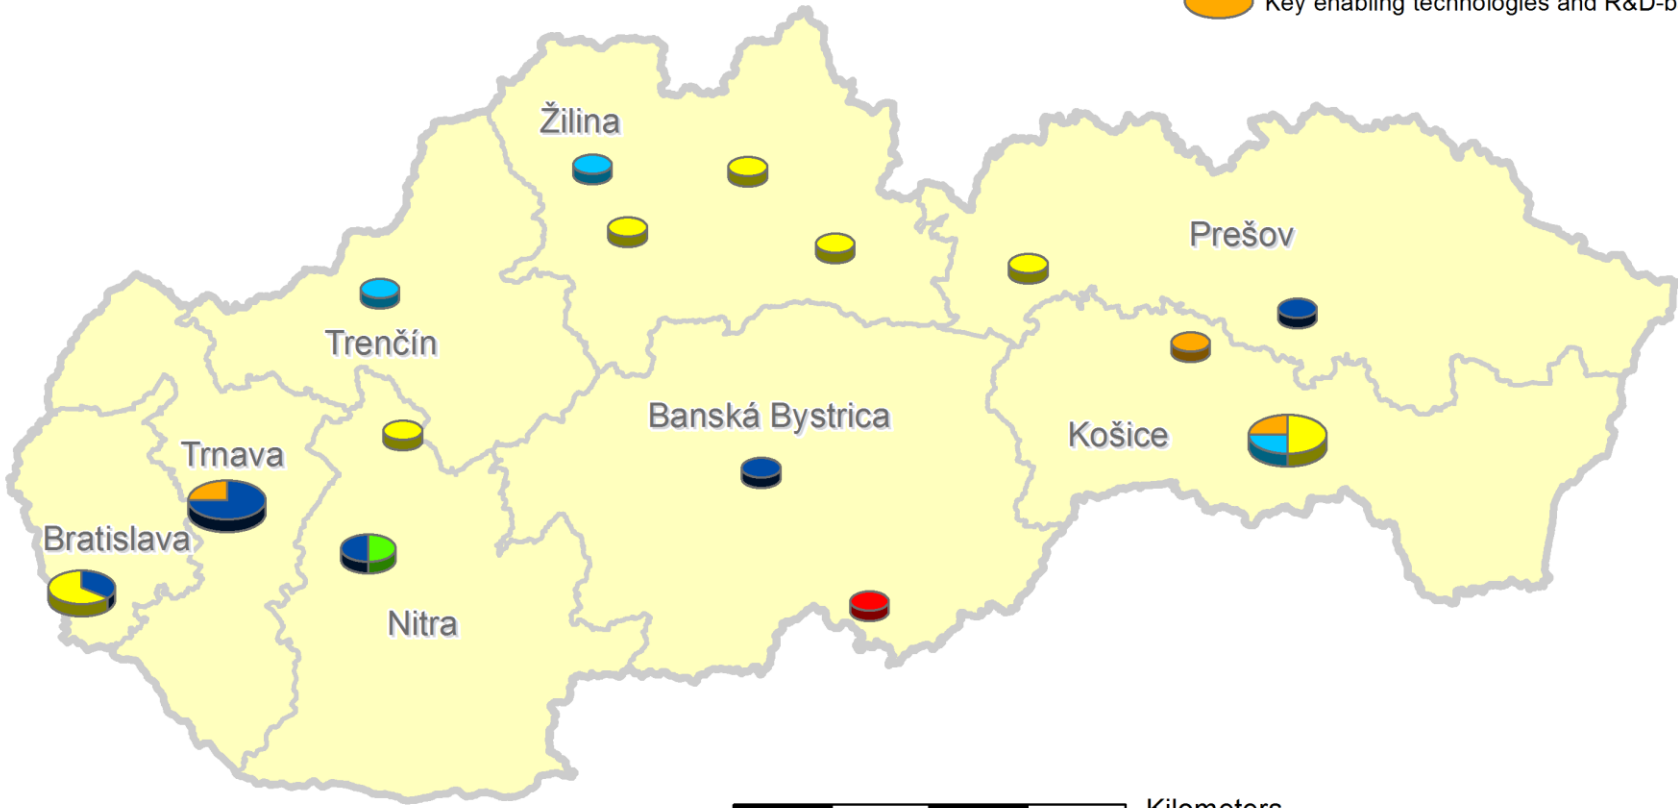 Key enabling technologies and R&D-b
Žilina
Prešov
Trenčín
Banská Bystrica
Košice
Trnava
Bratislava
Nitra
Kilometers